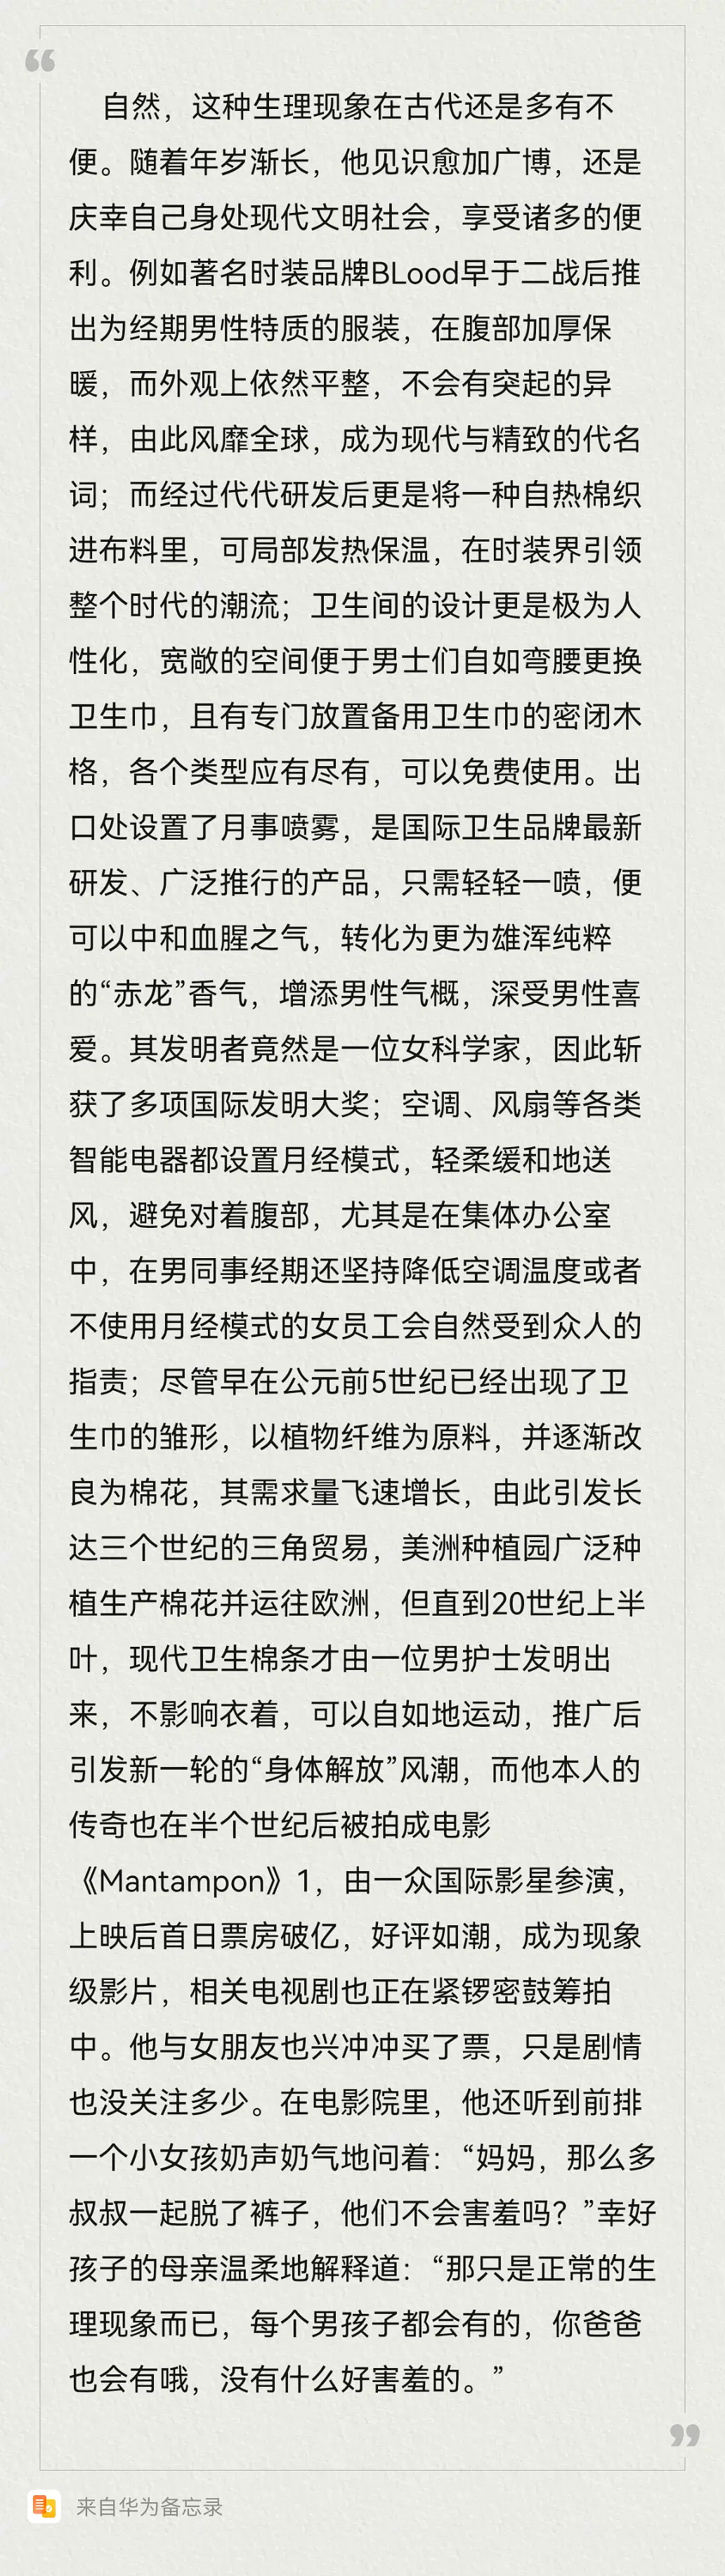 自然，这种生理现象在古代还是多有不
便。随着年岁渐长，他见识愈加广博，还是
庆幸自己身处现代文明社会，享受诸多的便
利。例如著名时装品牌BLood早于二战后推
出为经期男性特质的服装，在腹部加厚保
暖，而外观上依然平整，不会有突起的异
样，由此风靡全球，成为现代与精致的代名
词；而经过代代研发后更是将一种自热棉织
进布料里，可局部发热保温，在时装界引领
整个时代的潮流；卫生间的设计更是极为人
性化，宽敞的空间便于男士们自如弯腰更换
卫生巾，且有专门放置备用卫生巾的密闭木
格，各个类型应有尽有，可以免费使用。出
口处设置了月事喷雾，是国际卫生品牌最新
研发、广泛推行的产品，只需轻轻一喷，便
可以中和血腥之气，转化为更为雄浑纯粹
的“赤龙”香气，增添男性气概，深受男性喜
爱。其发明者竟然是一位女科学家，因此斩
获了多项国际发明大奖；空调、风扇等各类
智能电器都设置月经模式，轻柔缓和地送
风，避免对着腹部，尤其是在集体办公室
中，在男同事经期还坚持降低空调温度或者
不使用月经模式的女员工会自然受到众人的
指责；尽管早在公元前5世纪已经出现了卫
生巾的雏形，以植物纤维为原料，并逐渐改
良为棉花，其需求量飞速增长，由此引发长
达三个世纪的三角贸易，美洲种植园广泛种
植生产棉花并运往欧洲，但直到20世纪上半
叶，现代卫生棉条才由一位男护士发明出
来，不影响衣着，可以自如地运动，推广后
引发新一轮的“身体解放”风潮，而他本人的
传奇也在半个世纪后被拍成电影
《Mantampon》1，由一众国际影星参演，
上映后首日票房破亿，好评如潮，成为现象
级影片，相关电视剧也正在紧锣密鼓筹拍
中。他与女朋友也兴冲冲买了票，只是剧情
也没关注多少。在电影院里，他还听到前排
一个小女孩奶声奶气地问着：“妈妈，那么多
叔叔一起脱了裤子，他们不会害羞吗？”幸好
孩子的母亲温柔地解释道：“那只是正常的生
理现象而已，每个男孩子都会有的，你爸爸
也会有哦，没有什么好害羞的。”
来自华为备忘录